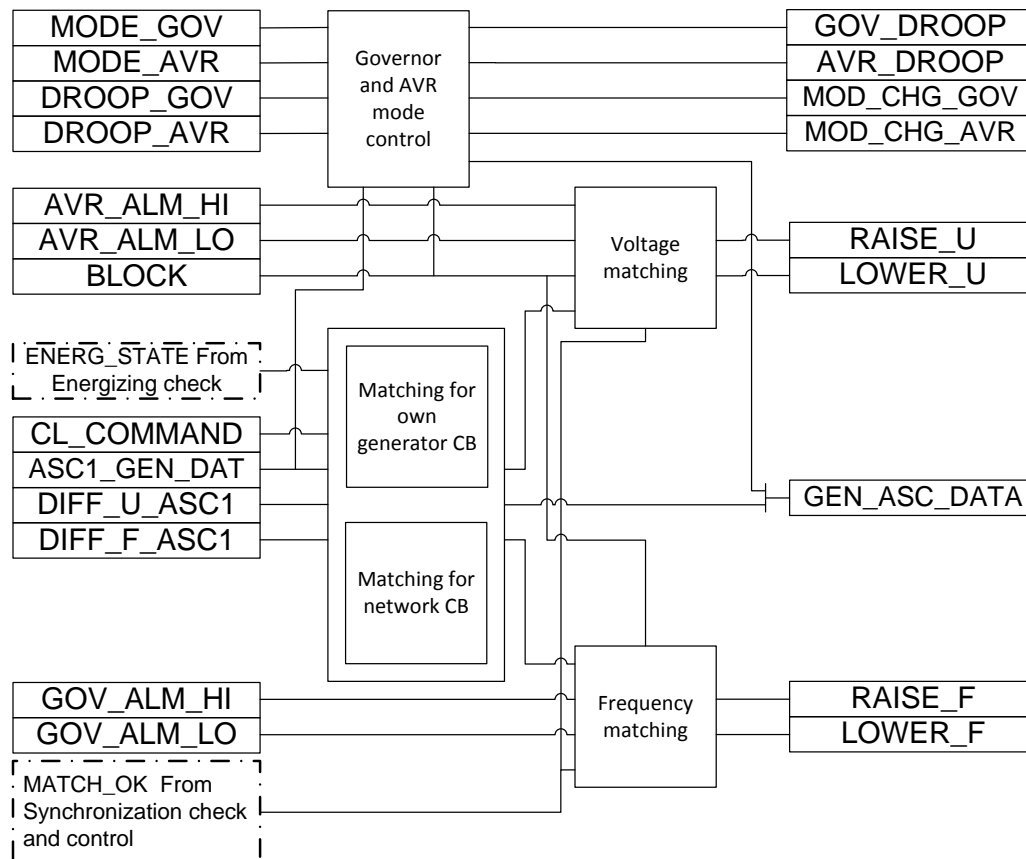 MODE_GOV
MODE_AVR
DROOP_GOV
DROOP_AVR
Governor
and AVR
mode
control
GOV_DROOP
AVR_DROOP
MOD_CHG_GOV
MOD_CHG_AVR
AVR_ALM_HI
AVR_ALM_LO
BLOCK
Voltage
matching
RAISE_U
LOWER_U
ENERG_STATE From
Energizing check
CL_COMMAND
ASC1_GEN_DAT
DIFF_U_ASC1
DIFF_F_ASC1
Matching for
own
generator CB
Matching for
network CB
GEN_ASC_DATA
GOV_ALM_HI
GOV_ALM_LO
Frequency
matching
RAISE_F
LOWER_F
MATCH_OK From
Synchronization check
and control